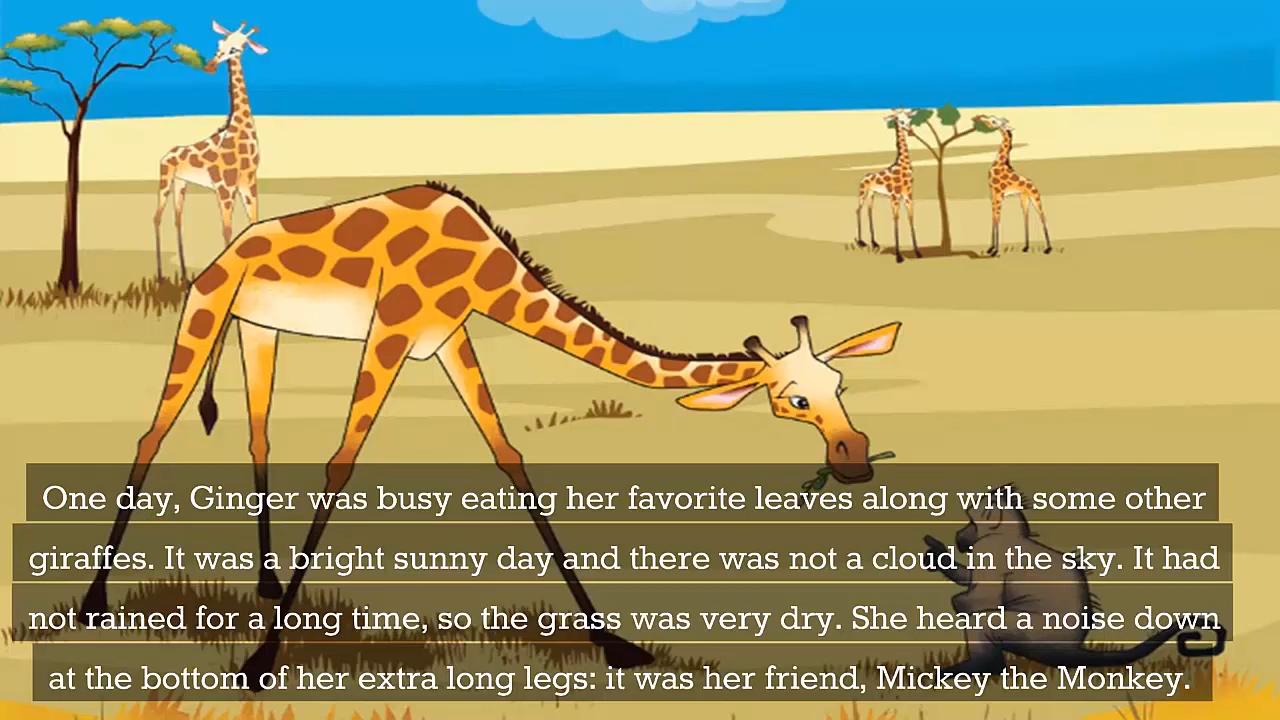 One day, Ginger was busy eating her favorite leaves along with some other
giraffes. It was a bright sunny day and there was not a cloud in the sky. It had
not rained for a long time, so the grass was very dry. She heard a noise down
at the bottom of her extra long legs: it was her friend, Mickey the Monkey.